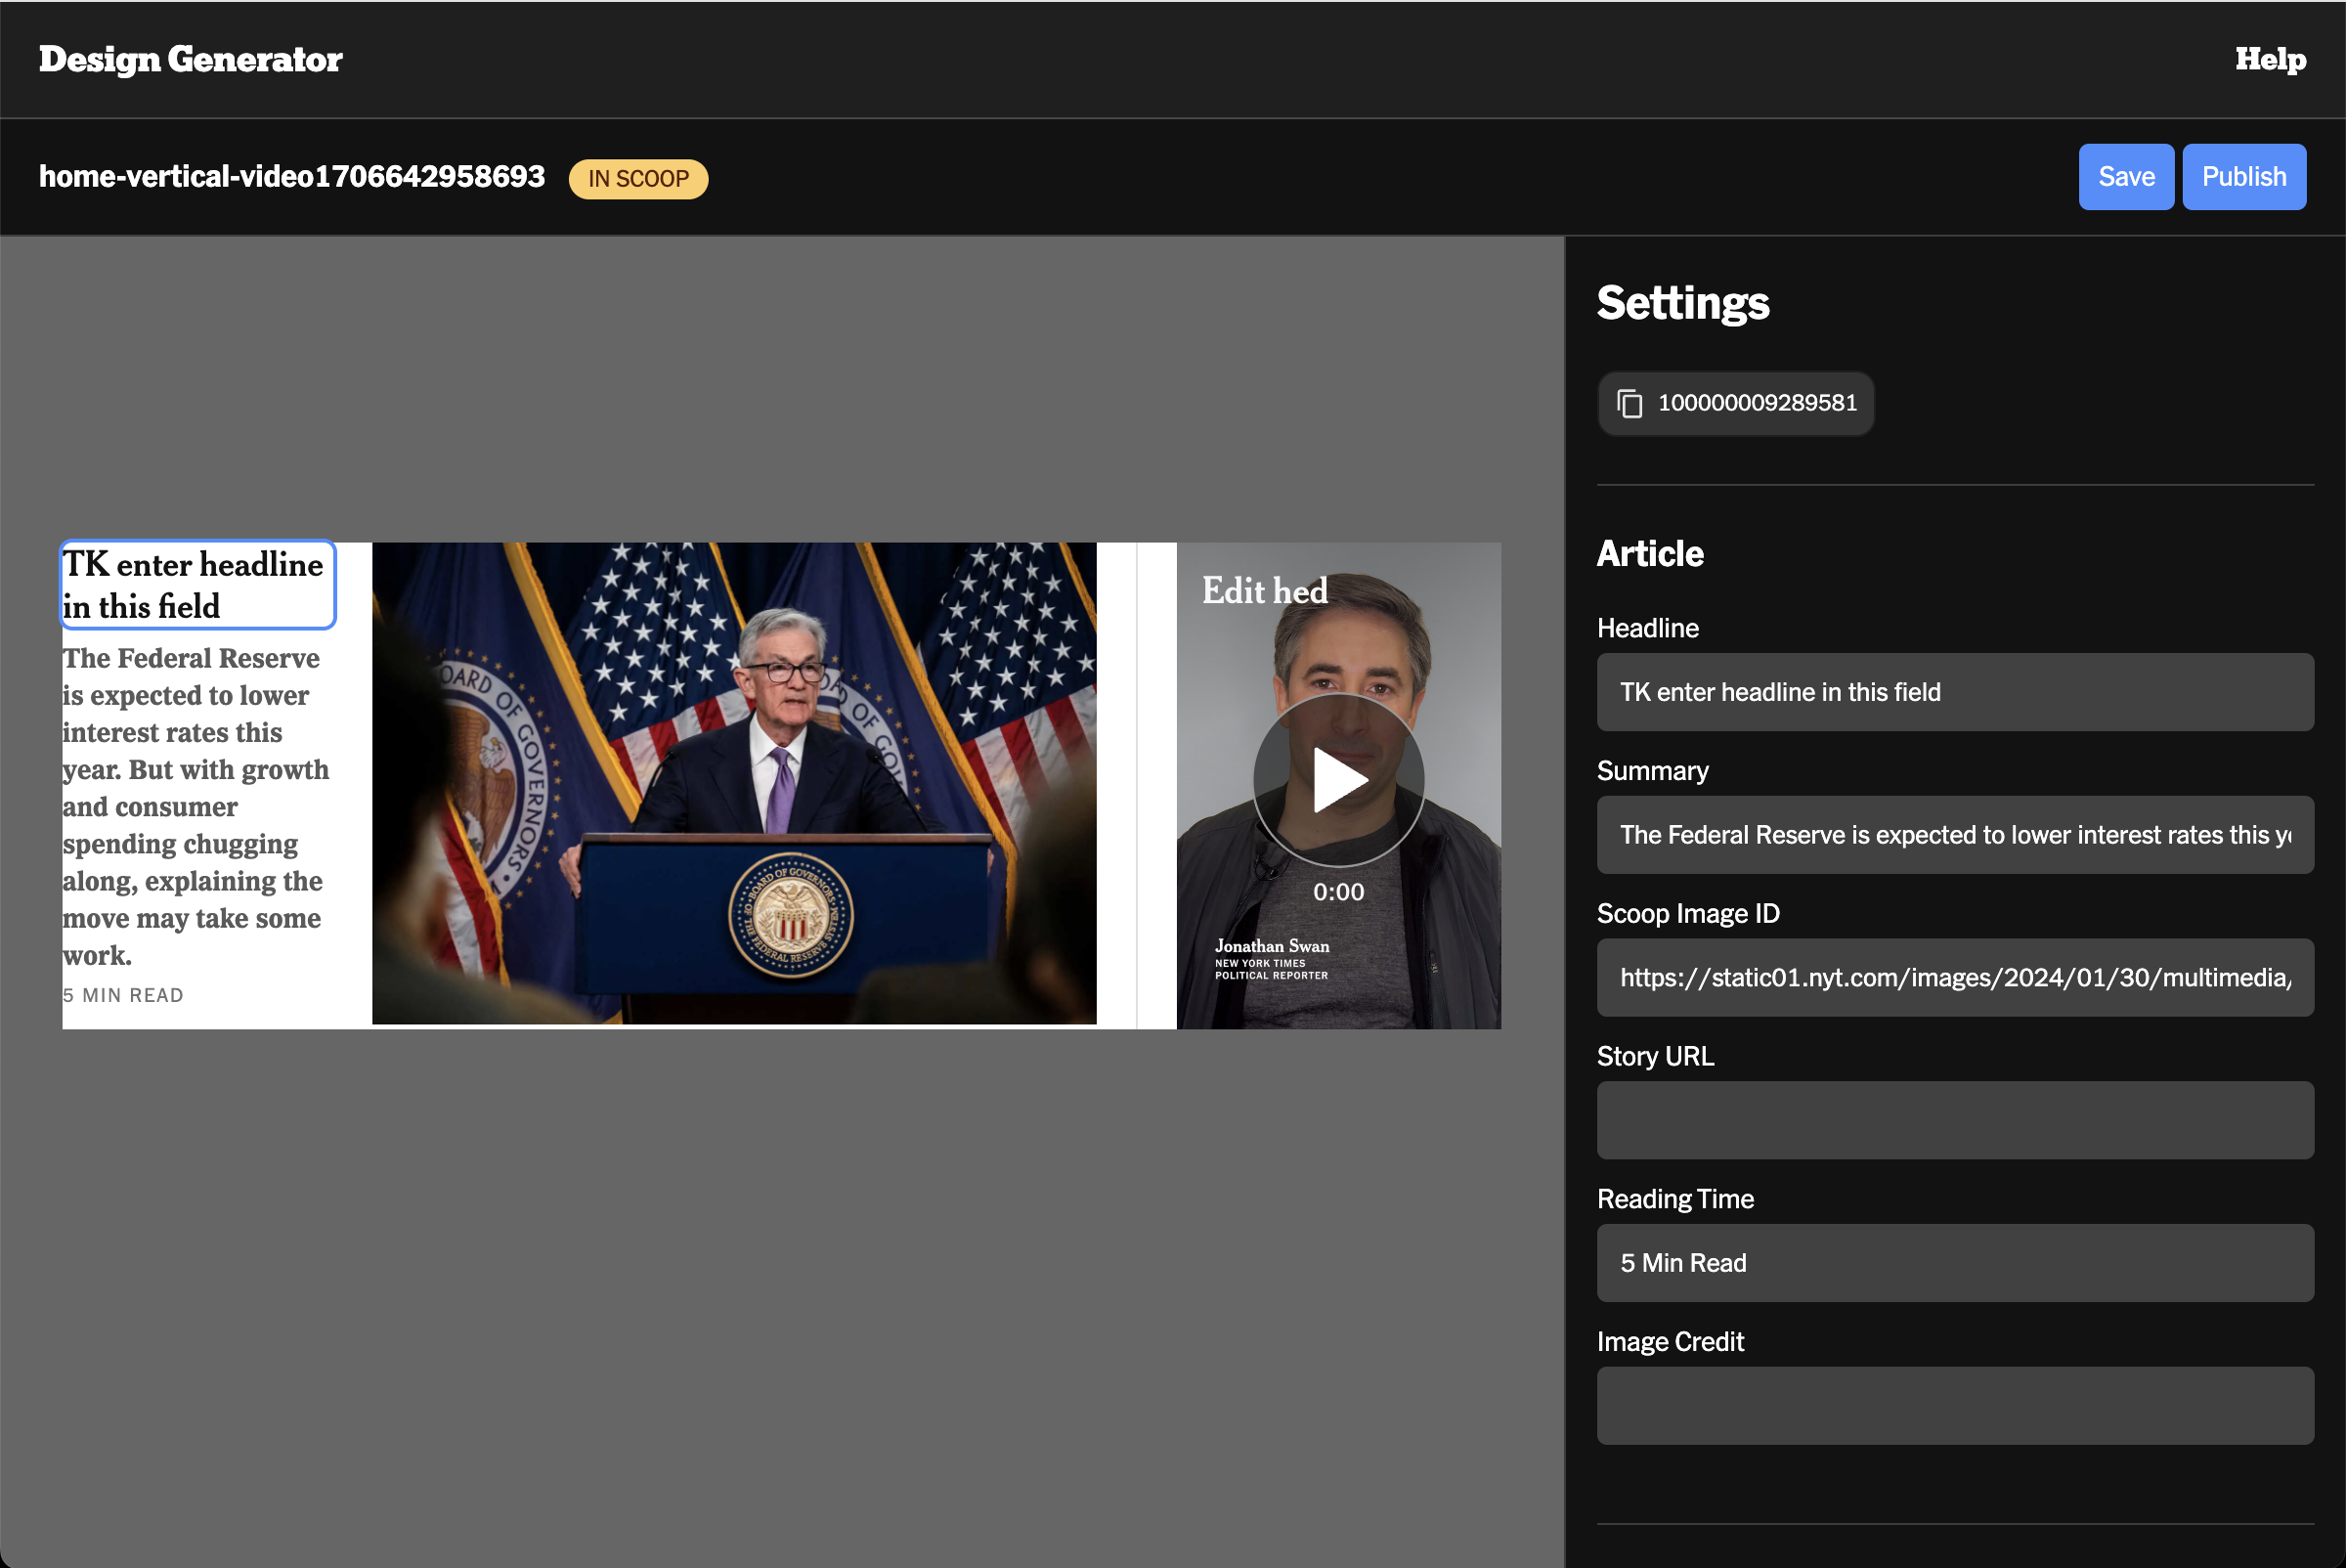 Design Generator
Help
home-vertical-video1706642958693
IN SCOOP
Save
Publish
TK enter headline
in this field
The Federal Reserve
is expected to lower
interest rates this
year. But with growth
and consumer
spending chugging
along, explaining the
move may take some
work.
5 MIN READ
OARD OF GOVERNORS
BOARD OF GOVERNORS
THE FEDERAL RESERVE SYSTEM
Edit hed
0:00
Jonathan Swan
NEW YORK TIMES
POLITICAL REPORTER
Settings
100000009289581
Article
Headline
TK enter headline in this field
Summary
The Federal Reserve is expected to lower interest rates this y
Scoop Image ID
https://static01.nyt.com/images/2024/01/30/multimedia/
Story URL
Reading Time
5 Min Read
Image Credit